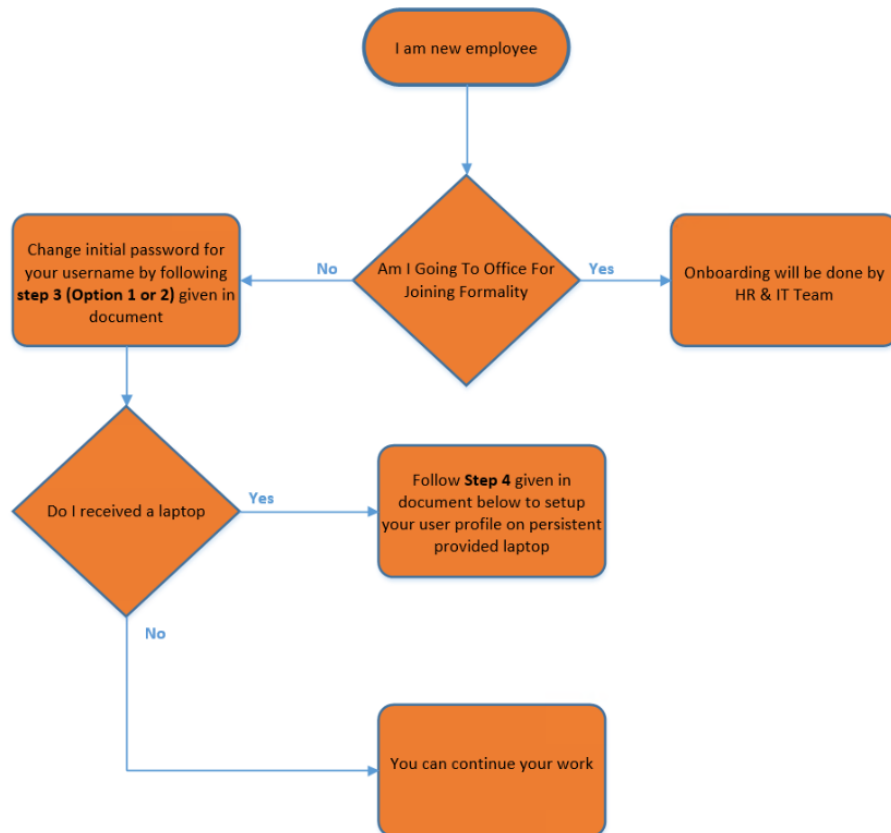 I am new employee
Change initial password for
your username by following
step 3 (Option 1 or 2) given in
document
No
Am I Going To Office For
Joining Formality
Yes
Onboarding will be done by
HR & IT Team
Do I received a laptop
Yes
Follow Step 4 given in
document below to setup
your user profile on persistent
provided laptop
No
You can continue your work